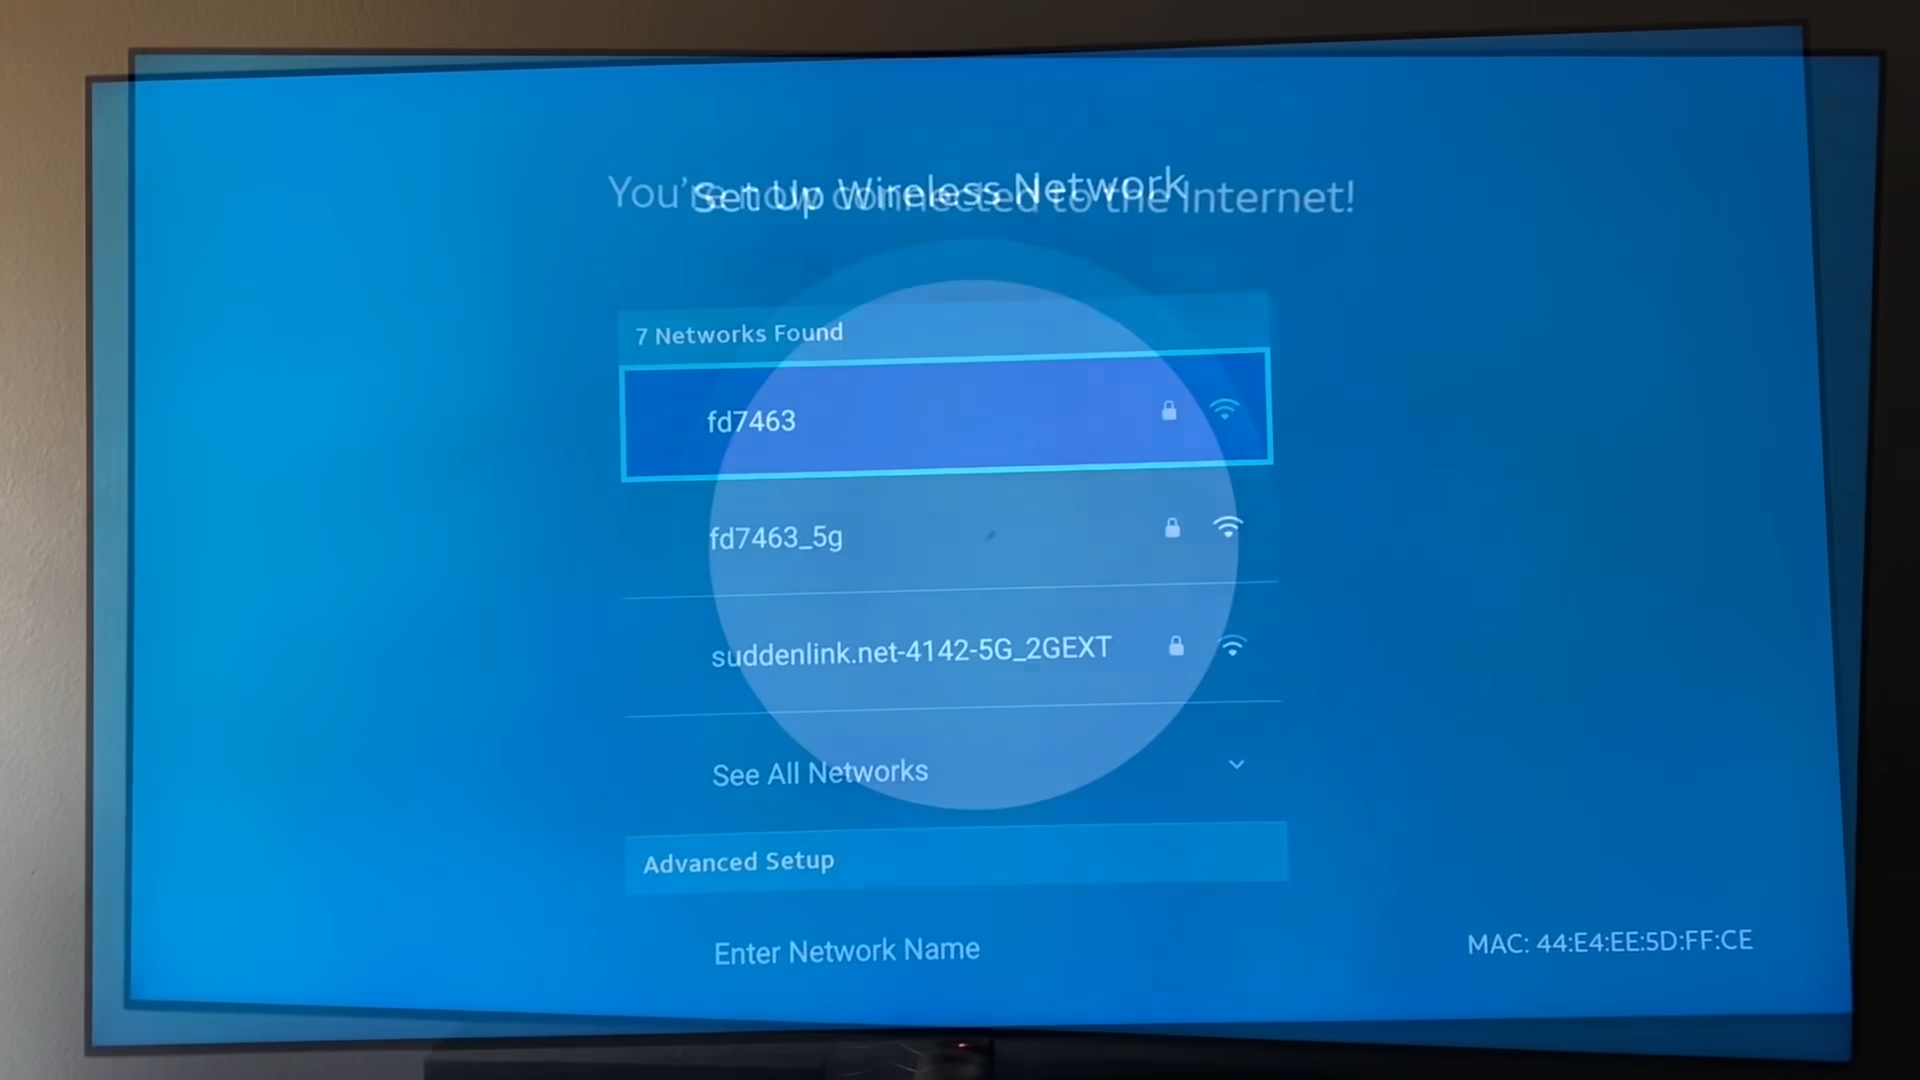 You're now connected to the Internet!
Set Up Wireless Network
7 Networks Found
fd7463
fd7463_5g
suddenlink.net-4142-5G_2GEXT
See All Networks
Advanced Setup
Enter Network Name
MAC: 44:E4:EE:5D:FF:CE